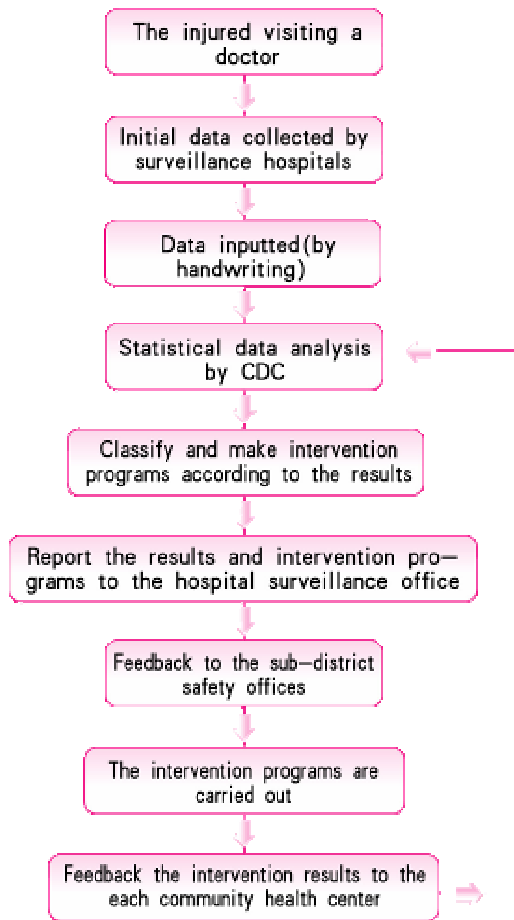 The injured visiting a
doctor
Initial data collected by
surveillance hospitals
Data inputted(by
handwriting)
Statistical data analysis
by CDC
Classify and make intervention
programs according to the results
Report the results and intervention pro-
grams to the hospital surveillance office
Feedback to the sub-district
safety offices
The intervention programs are
carried out
Feedback the intervention results to the
each community health center